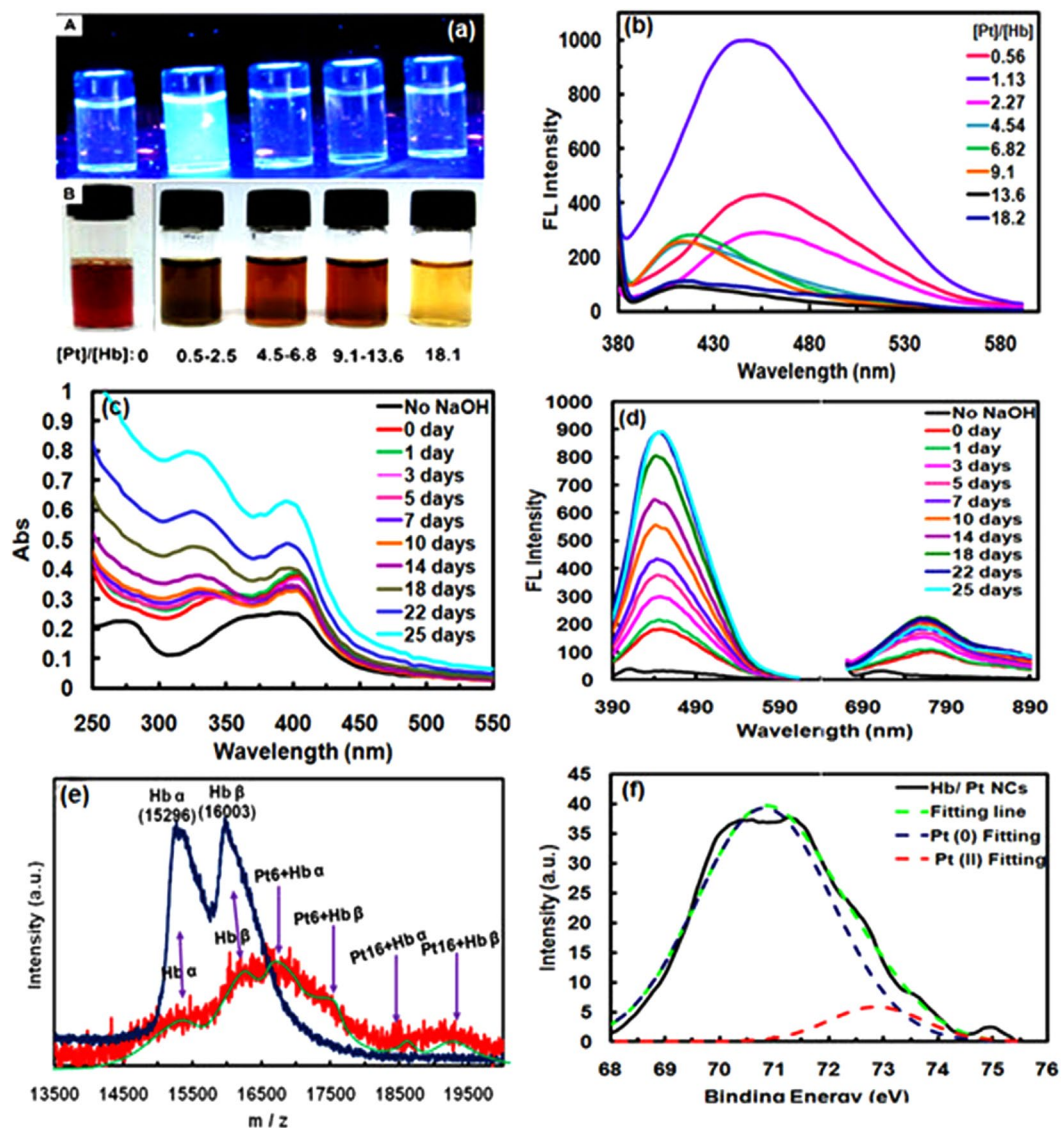 A
(a)
B
[Pt]/[Hb]: 0 0.5-2.5 4.5-6.8 9.1-13.6 18.1
(b)
[Pt]/[Hb]
0.56
1.13
2.27
4.54
6.82
9.1
13.6
18.2
FL Intensity
1000
800
600
400
200
0
380 430 480 530 580
Wavelength (nm)
(c)
Abs
1
0.9
0.8
0.7
0.6
0.5
0.4
0.3
0.2
0.1
0
No NaOH
0 day
1 day
3 days
5 days
7 days
10 days
14 days
18 days
22 days
25 days
250 300 350 400 450 500 550
Wavelength (nm)
(d)
FL Intensity
1000
900
800
700
600
500
400
300
200
100
0
No NaOH
0 day
1 day
3 days
5 days
7 days
10 days
14 days
18 days
22 days
25 days
390 490 590 690 790 890
Wavelength (nm)
(e)
Intensity (a.u.)
Hb α
(15296)
Hb β
(16003)
Pt6+Hb α
Pt6+Hb β
Pt16+Hb α
Pt16+Hb β
Hb β
Hb α
13500 14500 15500 16500 17500 18500 19500
m / z
(f)
Intensity (a.u.)
45
40
35
30
25
20
15
10
5
0
Hb/ Pt NCs
Fitting line
Pt (0) Fitting
Pt (II) Fitting
68 69 70 71 72 73 74 75 76
Binding Energy (eV)